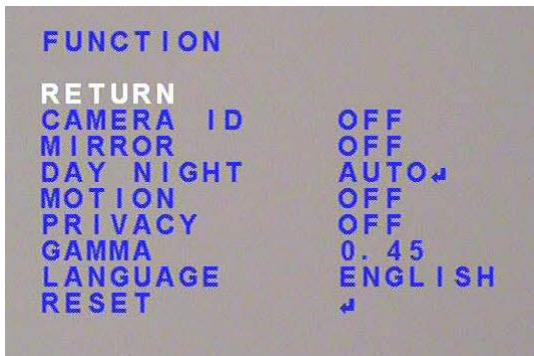 FUNCTION
RETURN
CAMERA ID OFF
MIRROR OFF
DAY NIGHT AUTO↲
MOTION OFF
PRIVACY OFF
GAMMA 0.45
LANGUAGE ENGLISH
RESET ↲